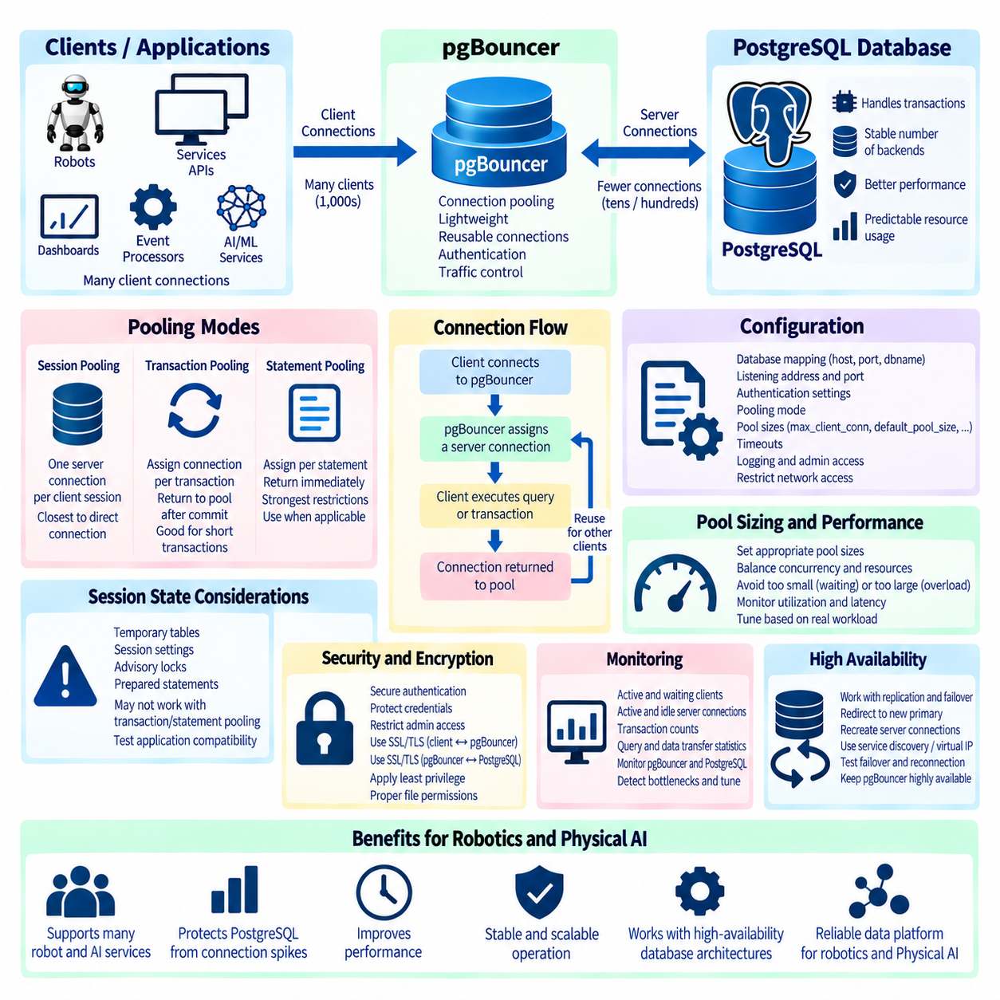 Clients / Applications
Robots
Services
APIs
Dashboards
Event
Processors
AI/ML
Services
Many client connections
Client
Connections
Many clients
(1,000s)
pgBouncer
pgBouncer
Connection pooling
Lightweight
Reusable connections
Authentication
Traffic control
Server
Connections
Fewer connections
(tens / hundreds)
PostgreSQL Database
PostgreSQL
Handles transactions
Stable number
of backends
Better performance
Predictable resource
usage
Pooling Modes
Session Pooling
One server
connection
per client session
Closest to direct
connection
Transaction Pooling
Assign connection
per transaction
Return to pool
after commit
Good for short
transactions
Statement Pooling
Assign per statement
Return immediately
Strongest restrictions
Use when applicable
Connection Flow
Client connects
to pgBouncer
pgBouncer assigns
a server connection
Client executes query
or transaction
Connection returned
to pool
Reuse
for other
clients
Configuration
Database mapping (host, port, dbname)
Listening address and port
Authentication settings
Pooling mode
Pool sizes (max_client_conn, default_pool_size, ...)
Timeouts
Logging and admin access
Restrict network access
Pool Sizing and Performance
Set appropriate pool sizes
Balance concurrency and resources
Avoid too small (waiting) or too large (overload)
Monitor utilization and latency
Tune based on real workload
Session State Considerations
Temporary tables
Session settings
Advisory locks
Prepared statements
May not work with
transaction/statement pooling
Test application compatibility
Security and Encryption
Secure authentication
Protect credentials
Restrict admin access
Use SSL/TLS (client ↔ pgBouncer)
Use SSL/TLS (pgBouncer ↔ PostgreSQL)
Apply least privilege
Proper file permissions
Monitoring
Active and waiting clients
Active and idle server connections
Transaction counts
Query and data transfer statistics
Monitor pgBouncer and PostgreSQL
Detect bottlenecks and tune
High Availability
Work with replication and failover
Redirect to new primary
Recreate server connections
Use service discovery / virtual IP
Test failover and reconnection
Keep pgBouncer highly available
Benefits for Robotics and Physical AI
Supports many
robot and AI services
Protects PostgreSQL
from connection spikes
Improves
performance
Stable and scalable
operation
Works with high-availability
database architectures
Reliable data platform
for robotics and Physical AI